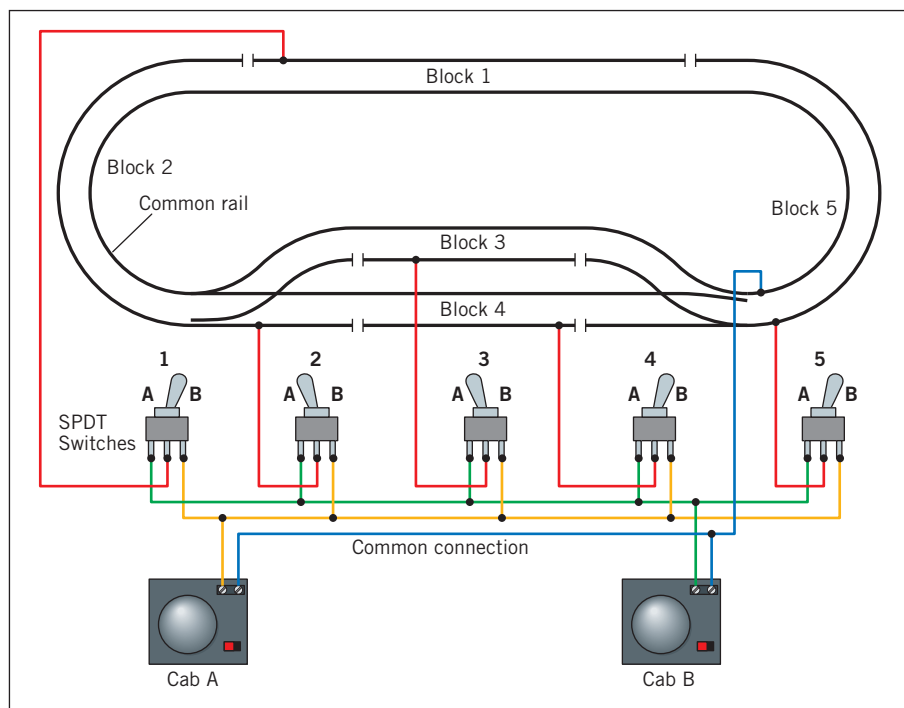 Block 1
Block 2
Common rail
Block 5
Block 3
Block 4
1 2 3 4 5
A B A B A B A B A B
SPDT
Switches
Common connection
Cab A
Cab B